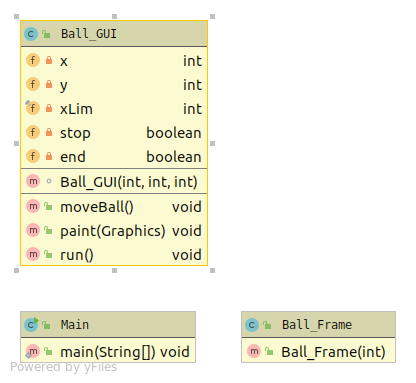 Ball_GUI
x int
y int
xLim int
stop boolean
end boolean
Ball_GUI(int, int, int)
moveBall() void
paint(Graphics) void
run() void
Main
main(String[]) void
Ball_Frame
Ball_Frame(int)
Powered by yFiles